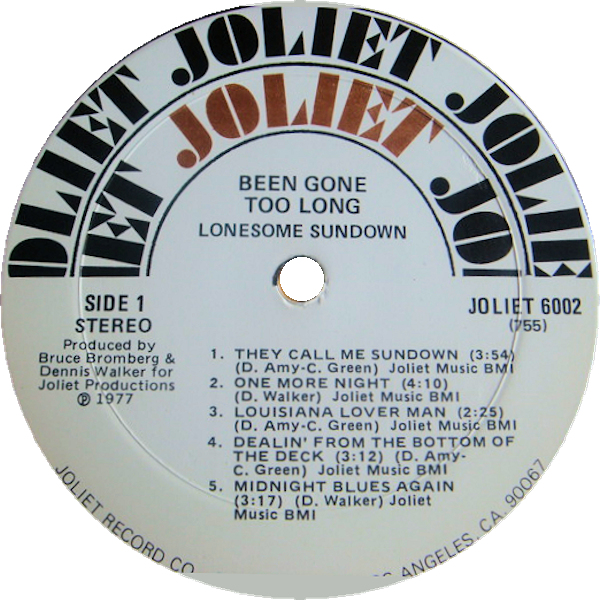 JOLIET JOLIET JOLIE
JOLIET
BEEN GONE
TOO LONG
LONESOME SUNDOWN
SIDE 1
STEREO
Produced by
Bruce Bromberg &
Dennis Walker for
Joliet Productions
℗ 1977
JOLIET 6002
(755)
1. THEY CALL ME SUNDOWN (3:54)
(D. Amy-C. Green) Joliet Music BMI
2. ONE MORE NIGHT (4:10)
(D. Walker) Joliet Music BMI
3. LOUISIANA LOVER MAN (2:25)
(D. Amy-C. Green) Joliet Music BMI
4. DEALIN' FROM THE BOTTOM OF
THE DECK (3:12) (D. Amy-
C. Green) Joliet Music BMI
5. MIDNIGHT BLUES AGAIN
(3:17) (D. Walker) Joliet
Music BMI
JOLIET RECORD CO
ANGELES, CA. 90067